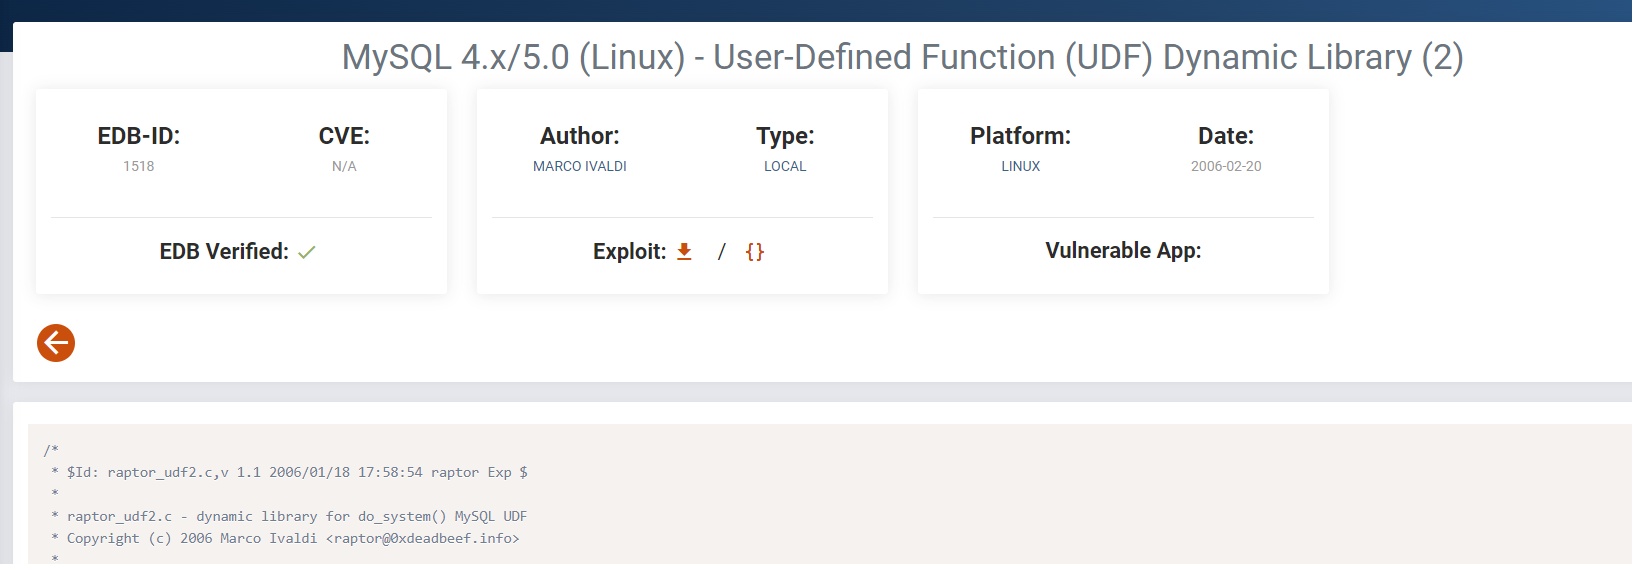 MySQL 4.x/5.0 (Linux) - User-Defined Function (UDF) Dynamic Library (2)
EDB-ID:
1518
CVE:
N/A
EDB Verified:
Author:
MARCO IVALDI
Type:
LOCAL
Exploit: / {}
Platform:
LINUX
Date:
2006-02-20
Vulnerable App:
/*
* $Id: raptor_udf2.c,v 1.1 2006/01/18 17:58:54 raptor Exp $
*
* raptor_udf2.c - dynamic library for do_system() MySQL UDF
* Copyright (c) 2006 Marco Ivaldi <raptor@0xdeadbeef.info>
*